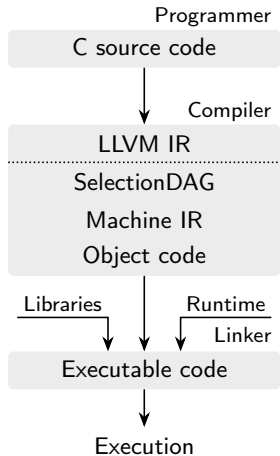 Programmer
C source code
Compiler
LLVM IR
SelectionDAG
Machine IR
Object code
Libraries Runtime
Linker
Executable code
Execution